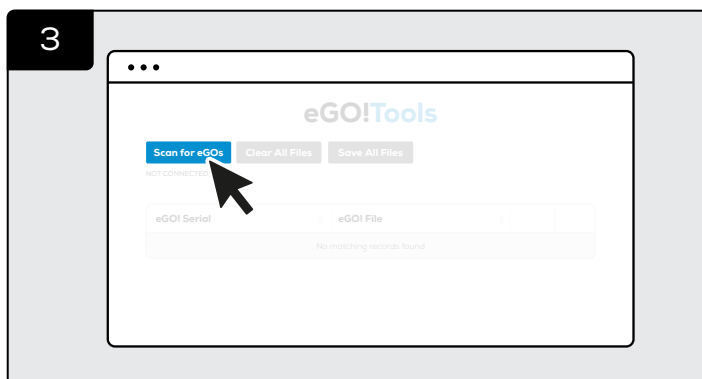 3
eGO!Tools
Scan for eGOs Clear All Files Save All Files
NOT CONNECTED
eGO! Serial eGO! File
No matching records found